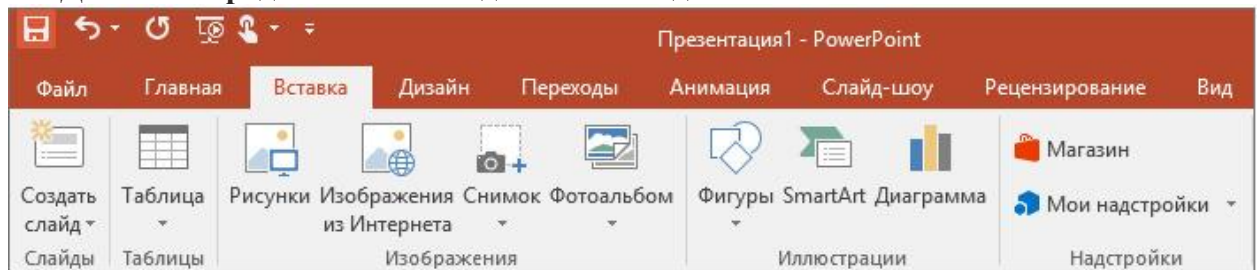 Презентация1 - PowerPoint
Файл Главная Вставка Дизайн Переходы Анимация Слайд-шоу Рецензирование Вид
Создать слайд
Таблица
Рисунки
Изображения из Интернета
Снимок
Фотоальбом
Фигуры
SmartArt
Диаграмма
Магазин
Мои надстройки
Слайды Таблицы Изображения Иллюстрации Надстройки